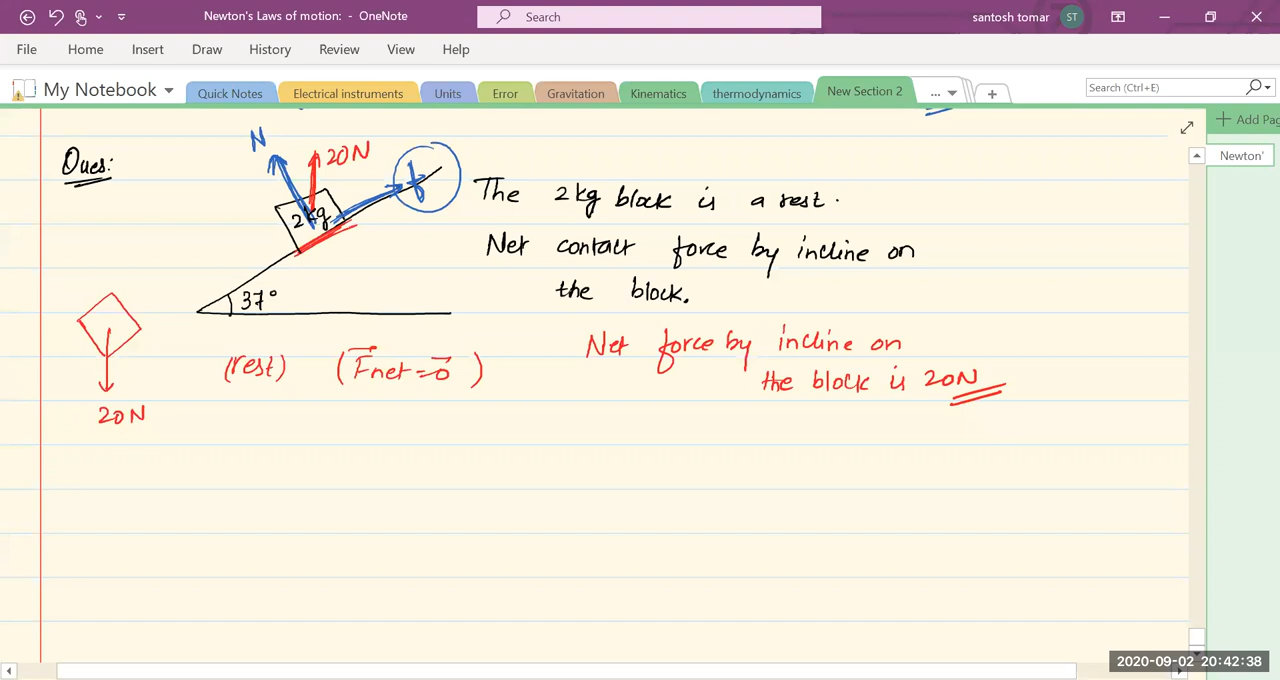 Newton's Laws of motion: - OneNote
Search
santosh tomar
ST
File Home Insert Draw History Review View Help
My Notebook
Quick Notes
Electrical instruments
Units
Error
Gravitation
Kinematics
thermodynamics
New Section 2
...
Search (Ctrl+E)
Add Pag
Newton'
Ques:
N
20N
f
2kg
37°
The 2kg block is a rest.
Net contact force by incline on
the block.
20N
(rest) (Fnet = 0)
Net force by incline on
the block is 20N
2020-09-02 20:42:38